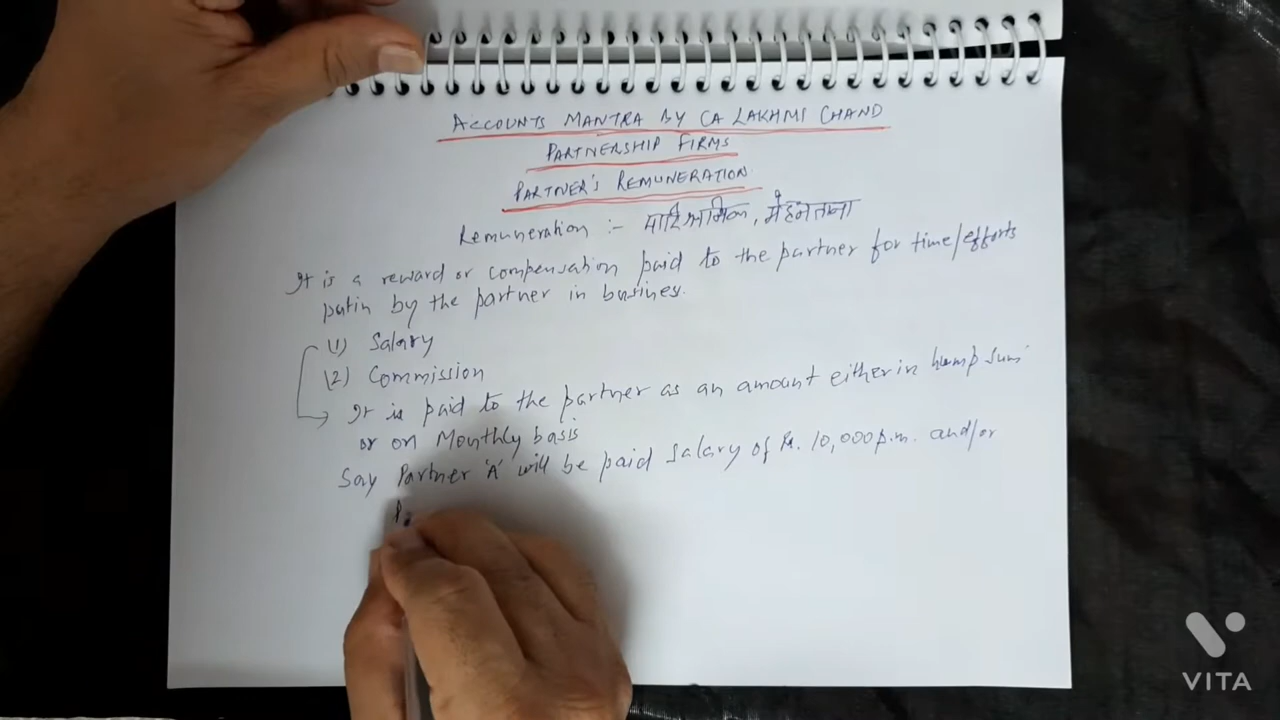 ACCOUNTS MANTRA BY CA LAKHMI CHAND
PARTNERSHIP FIRMS
PARTNER'S REMUNERATION
Remuneration :- पारिश्रमिक, मेहनताना
It is a reward or compensation paid to the partner for time/efforts
putin by the partner in busines.
(1) Salary
(2) Commission
It is paid to the partner as an amount either in lump sum
or on Monthly basis
Say Partner 'A' will be paid salary of Rs. 10,000 p.m. and/or
P
VITA